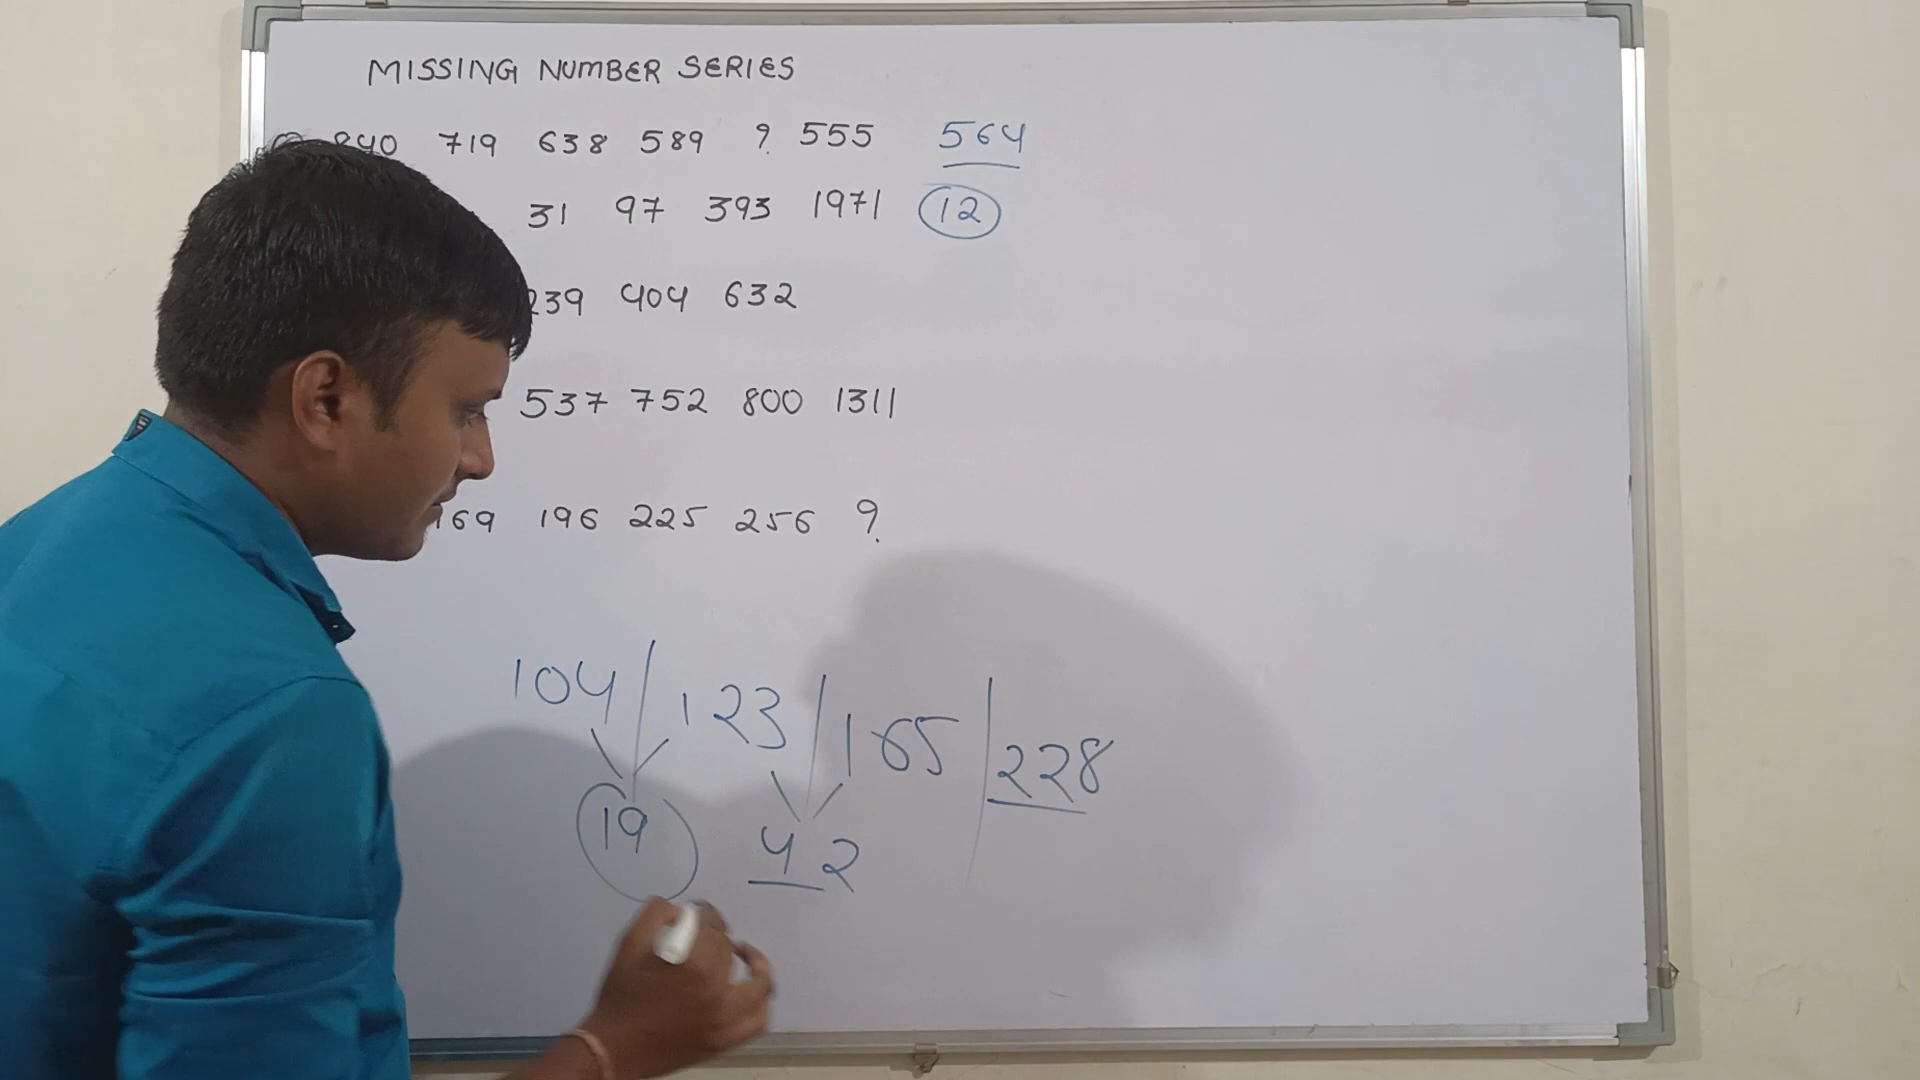 MISSING NUMBER SERIES
840 719 638 589 ? 555 564
31 97 393 1971 12
239 404 632
537 752 800 1311
169 196 225 256 ?
104 / 123 / 165 | 228
19 42